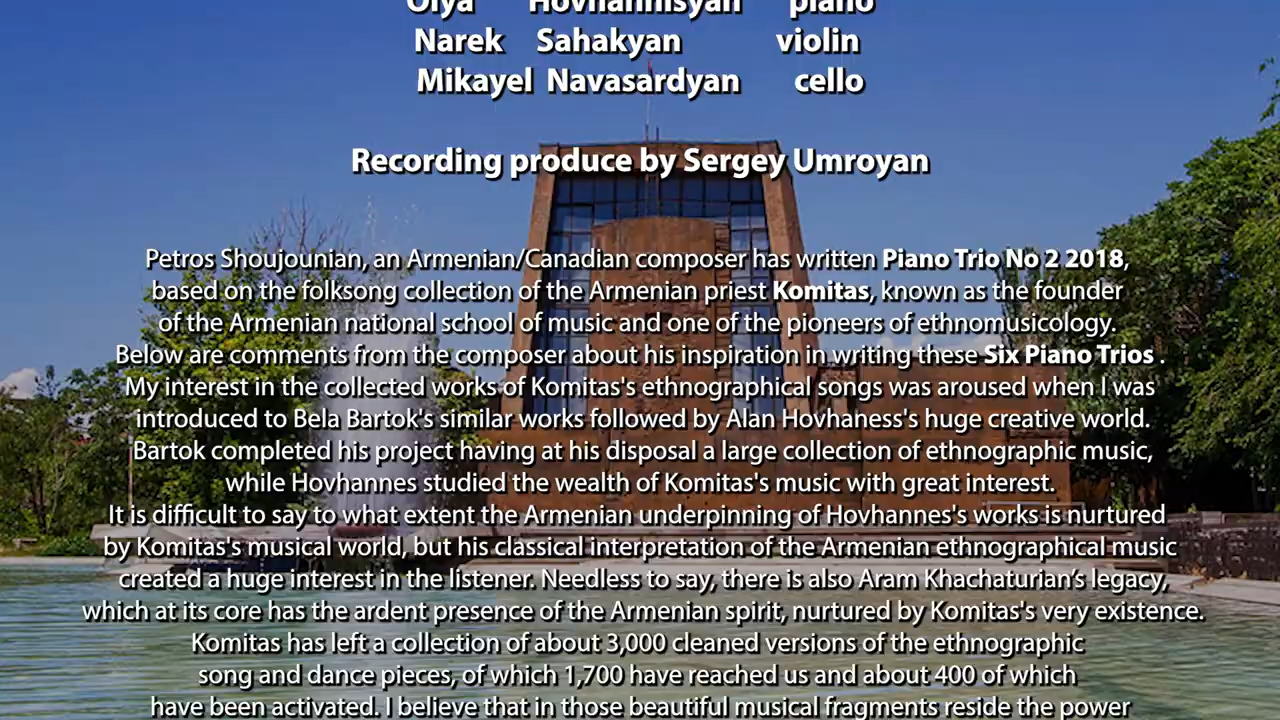 Olya Hovhannisyan piano
Narek Sahakyan violin
Mikayel Navasardyan cello
Recording produce by Sergey Umroyan
Petros Shoujounian, an Armenian/Canadian composer has written Piano Trio No 2 2018,
based on the folksong collection of the Armenian priest Komitas, known as the founder
of the Armenian national school of music and one of the pioneers of ethnomusicology.
Below are comments from the composer about his inspiration in writing these Six Piano Trios .
My interest in the collected works of Komitas's ethnographical songs was aroused when I was
introduced to Bela Bartok's similar works followed by Alan Hovhaness's huge creative world.
Bartok completed his project having at his disposal a large collection of ethnographic music,
while Hovhannes studied the wealth of Komitas's music with great interest.
It is difficult to say to what extent the Armenian underpinning of Hovhannes's works is nurtured
by Komitas's musical world, but his classical interpretation of the Armenian ethnographical music
created a huge interest in the listener. Needless to say, there is also Aram Khachaturian’s legacy,
which at its core has the ardent presence of the Armenian spirit, nurtured by Komitas's very existence.
Komitas has left a collection of about 3,000 cleaned versions of the ethnographic
song and dance pieces, of which 1,700 have reached us and about 400 of which
have been activated. I believe that in those beautiful musical fragments reside the power